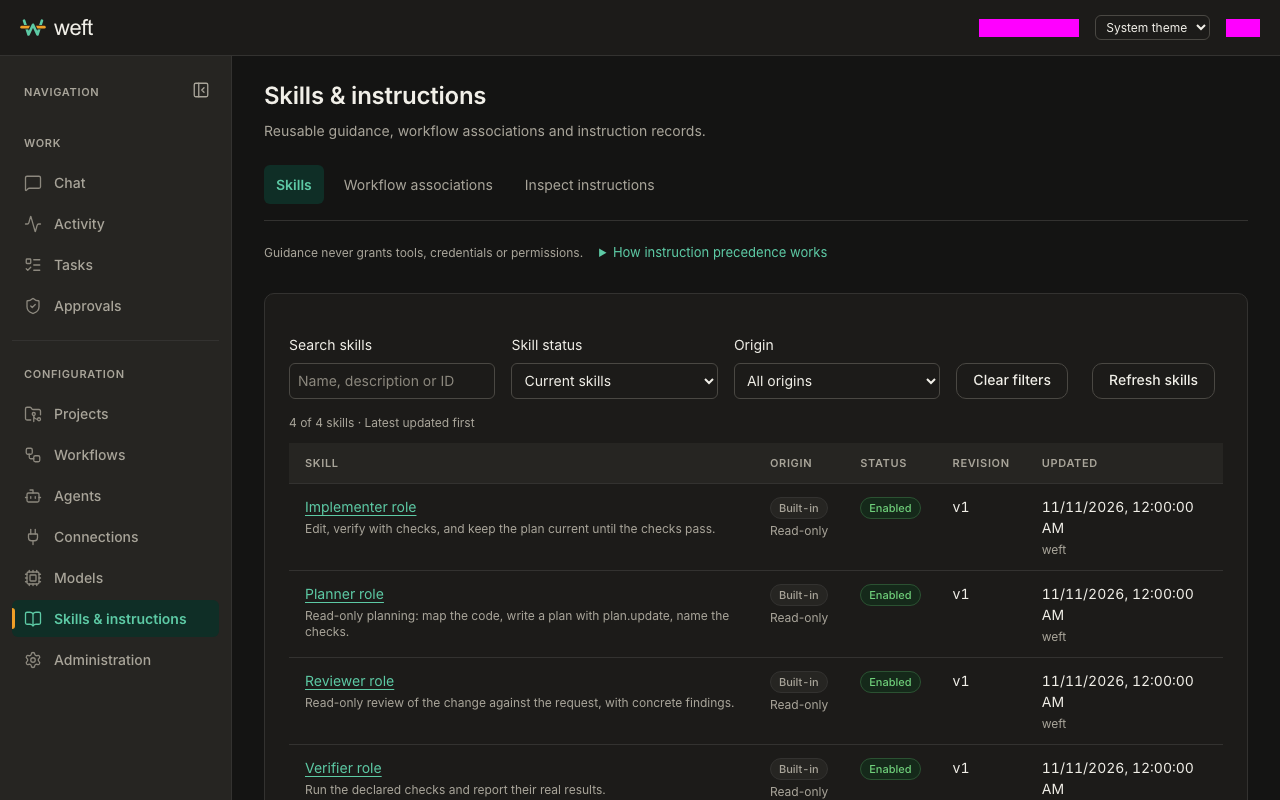 weft
System theme
NAVIGATION
WORK
Chat
Activity
Tasks
Approvals
CONFIGURATION
Projects
Workflows
Agents
Connections
Models
Skills & instructions
Administration
Skills & instructions
Reusable guidance, workflow associations and instruction records.
Skills
Workflow associations
Inspect instructions
Guidance never grants tools, credentials or permissions.
How instruction precedence works
Search skills
Skill status
Origin
Name, description or ID
Current skills
All origins
Clear filters
Refresh skills
4 of 4 skills · Latest updated first
SKILL ORIGIN STATUS REVISION UPDATED
Implementer role
Edit, verify with checks, and keep the plan current until the checks pass.
Built-in
Read-only
Enabled
v1
11/11/2026, 12:00:00
AM
weft
Planner role
Read-only planning: map the code, write a plan with plan.update, name the
checks.
Built-in
Read-only
Enabled
v1
11/11/2026, 12:00:00
AM
weft
Reviewer role
Read-only review of the change against the request, with concrete findings.
Built-in
Read-only
Enabled
v1
11/11/2026, 12:00:00
AM
weft
Verifier role
Run the declared checks and report their real results.
Built-in
Read-only
Enabled
v1
11/11/2026, 12:00:00
AM